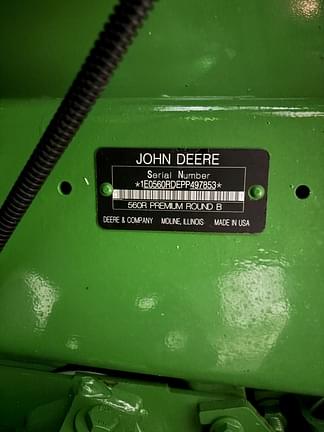 JOHN DEERE
Serial Number
*1E0560RDEPP497853*
560R PREMIUM ROUND B
DEERE & COMPANY MOLINE, ILLINOIS MADE IN USA